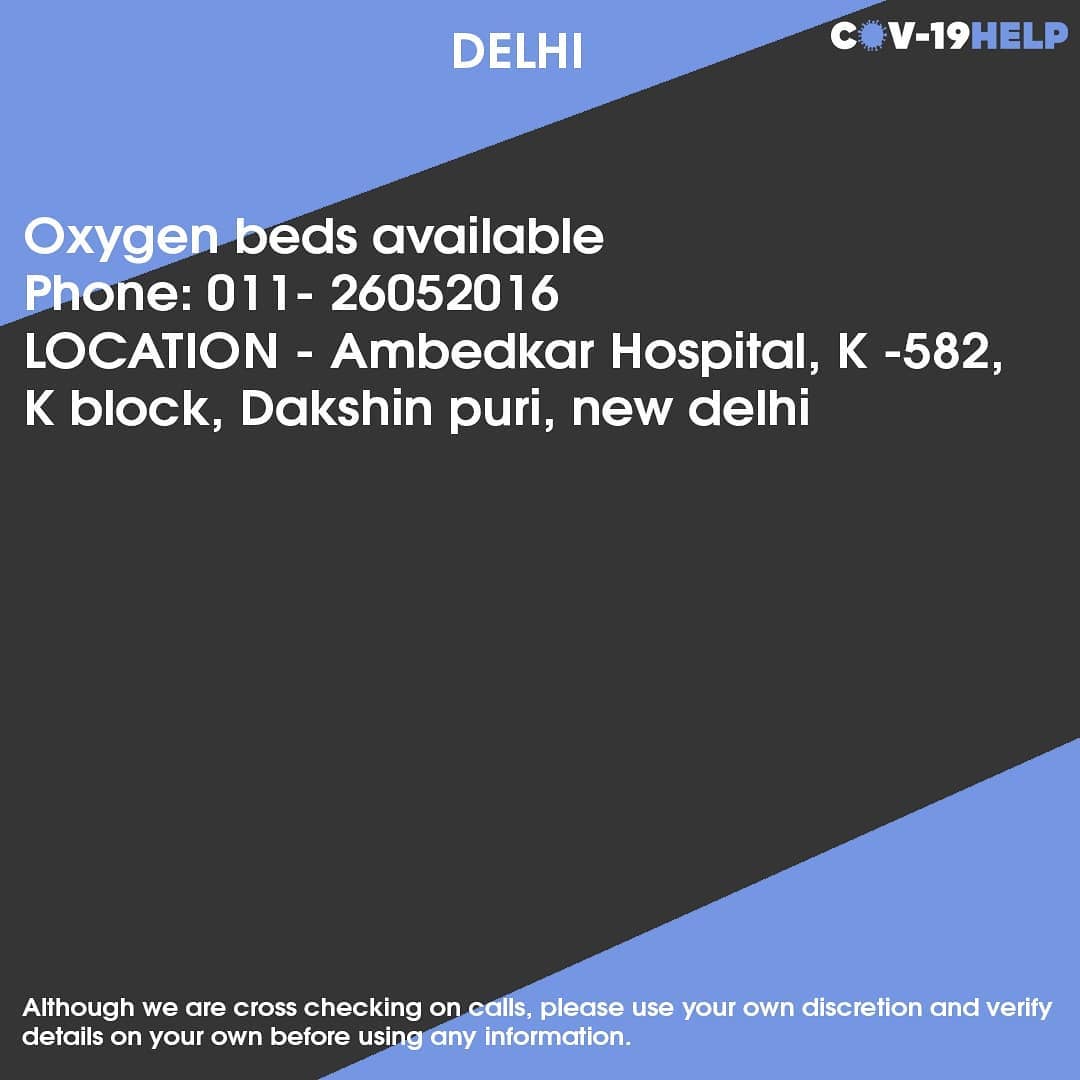 DELHI
COV-19HELP
Oxygen beds available
Phone: 011- 26052016
LOCATION - Ambedkar Hospital, K -582,
K block, Dakshin puri, new delhi
Although we are cross checking on calls, please use your own discretion and verify
details on your own before using any information.